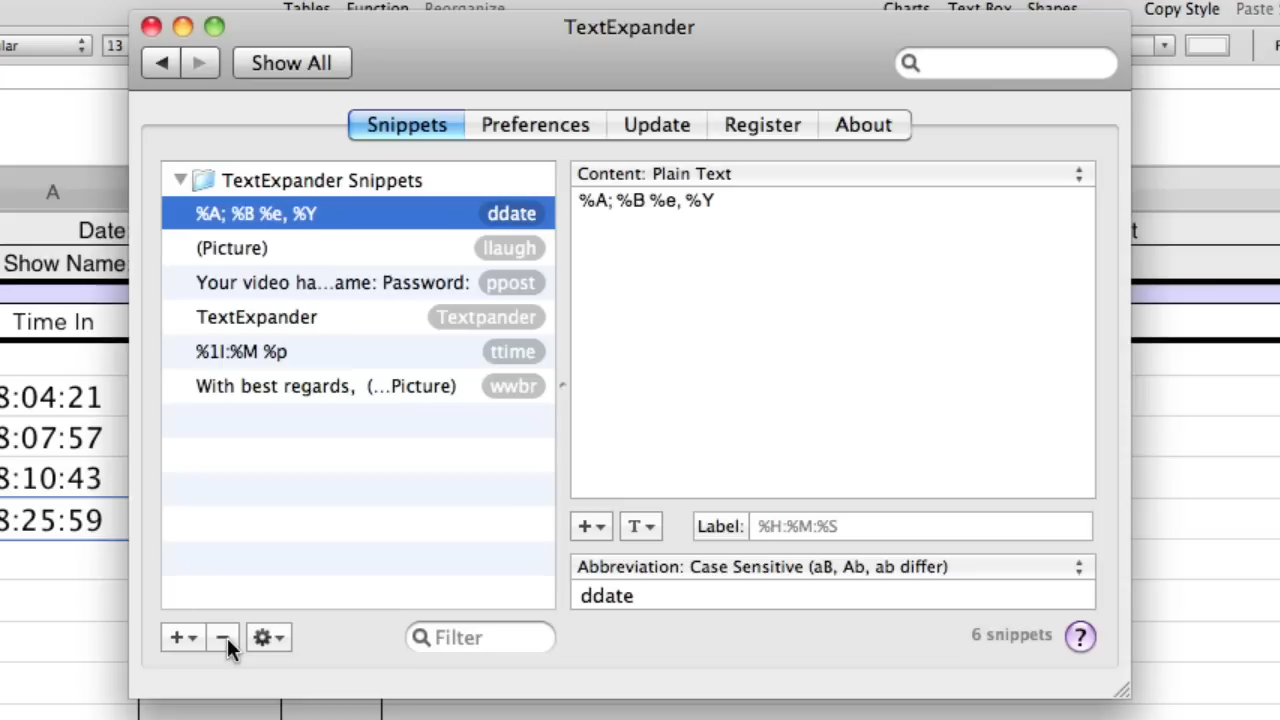 Tables Function Reorganize Charts Text Box Shapes Copy Style Paste
TextExpander
13
Show All
Snippets Preferences Update Register About
TextExpander Snippets
%A; %B %e, %Y ddate
(Picture) llaugh
Your video ha...ame: Password: ppost
TextExpander Textpander
%1I:%M %p ttime
With best regards, (...Picture) wwbr
Content: Plain Text
%A; %B %e, %Y
Label: %H:%M:%S
Abbreviation: Case Sensitive (aB, Ab, ab differ)
ddate
Filter
6 snippets
?
A
Date
Show Name
Time In
8:04:21
8:07:57
8:10:43
8:25:59